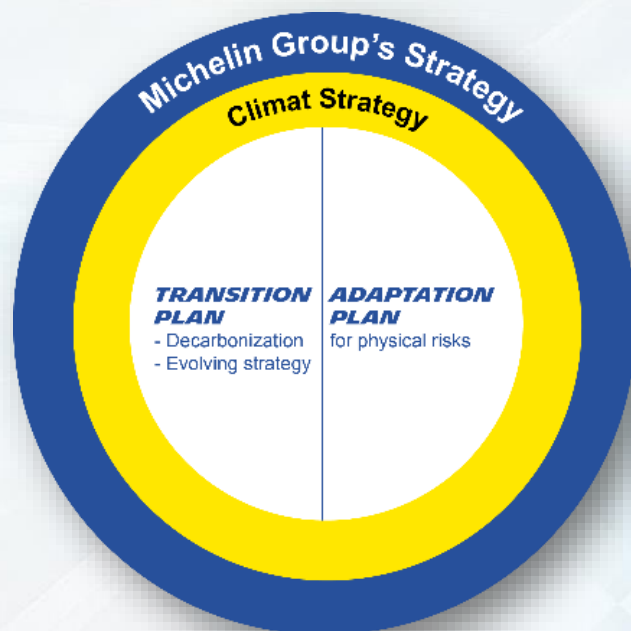 Michelin Group's Strategy
Climat Strategy
TRANSITION
PLAN
- Decarbonization
- Evolving strategy
ADAPTATION
PLAN
for physical risks